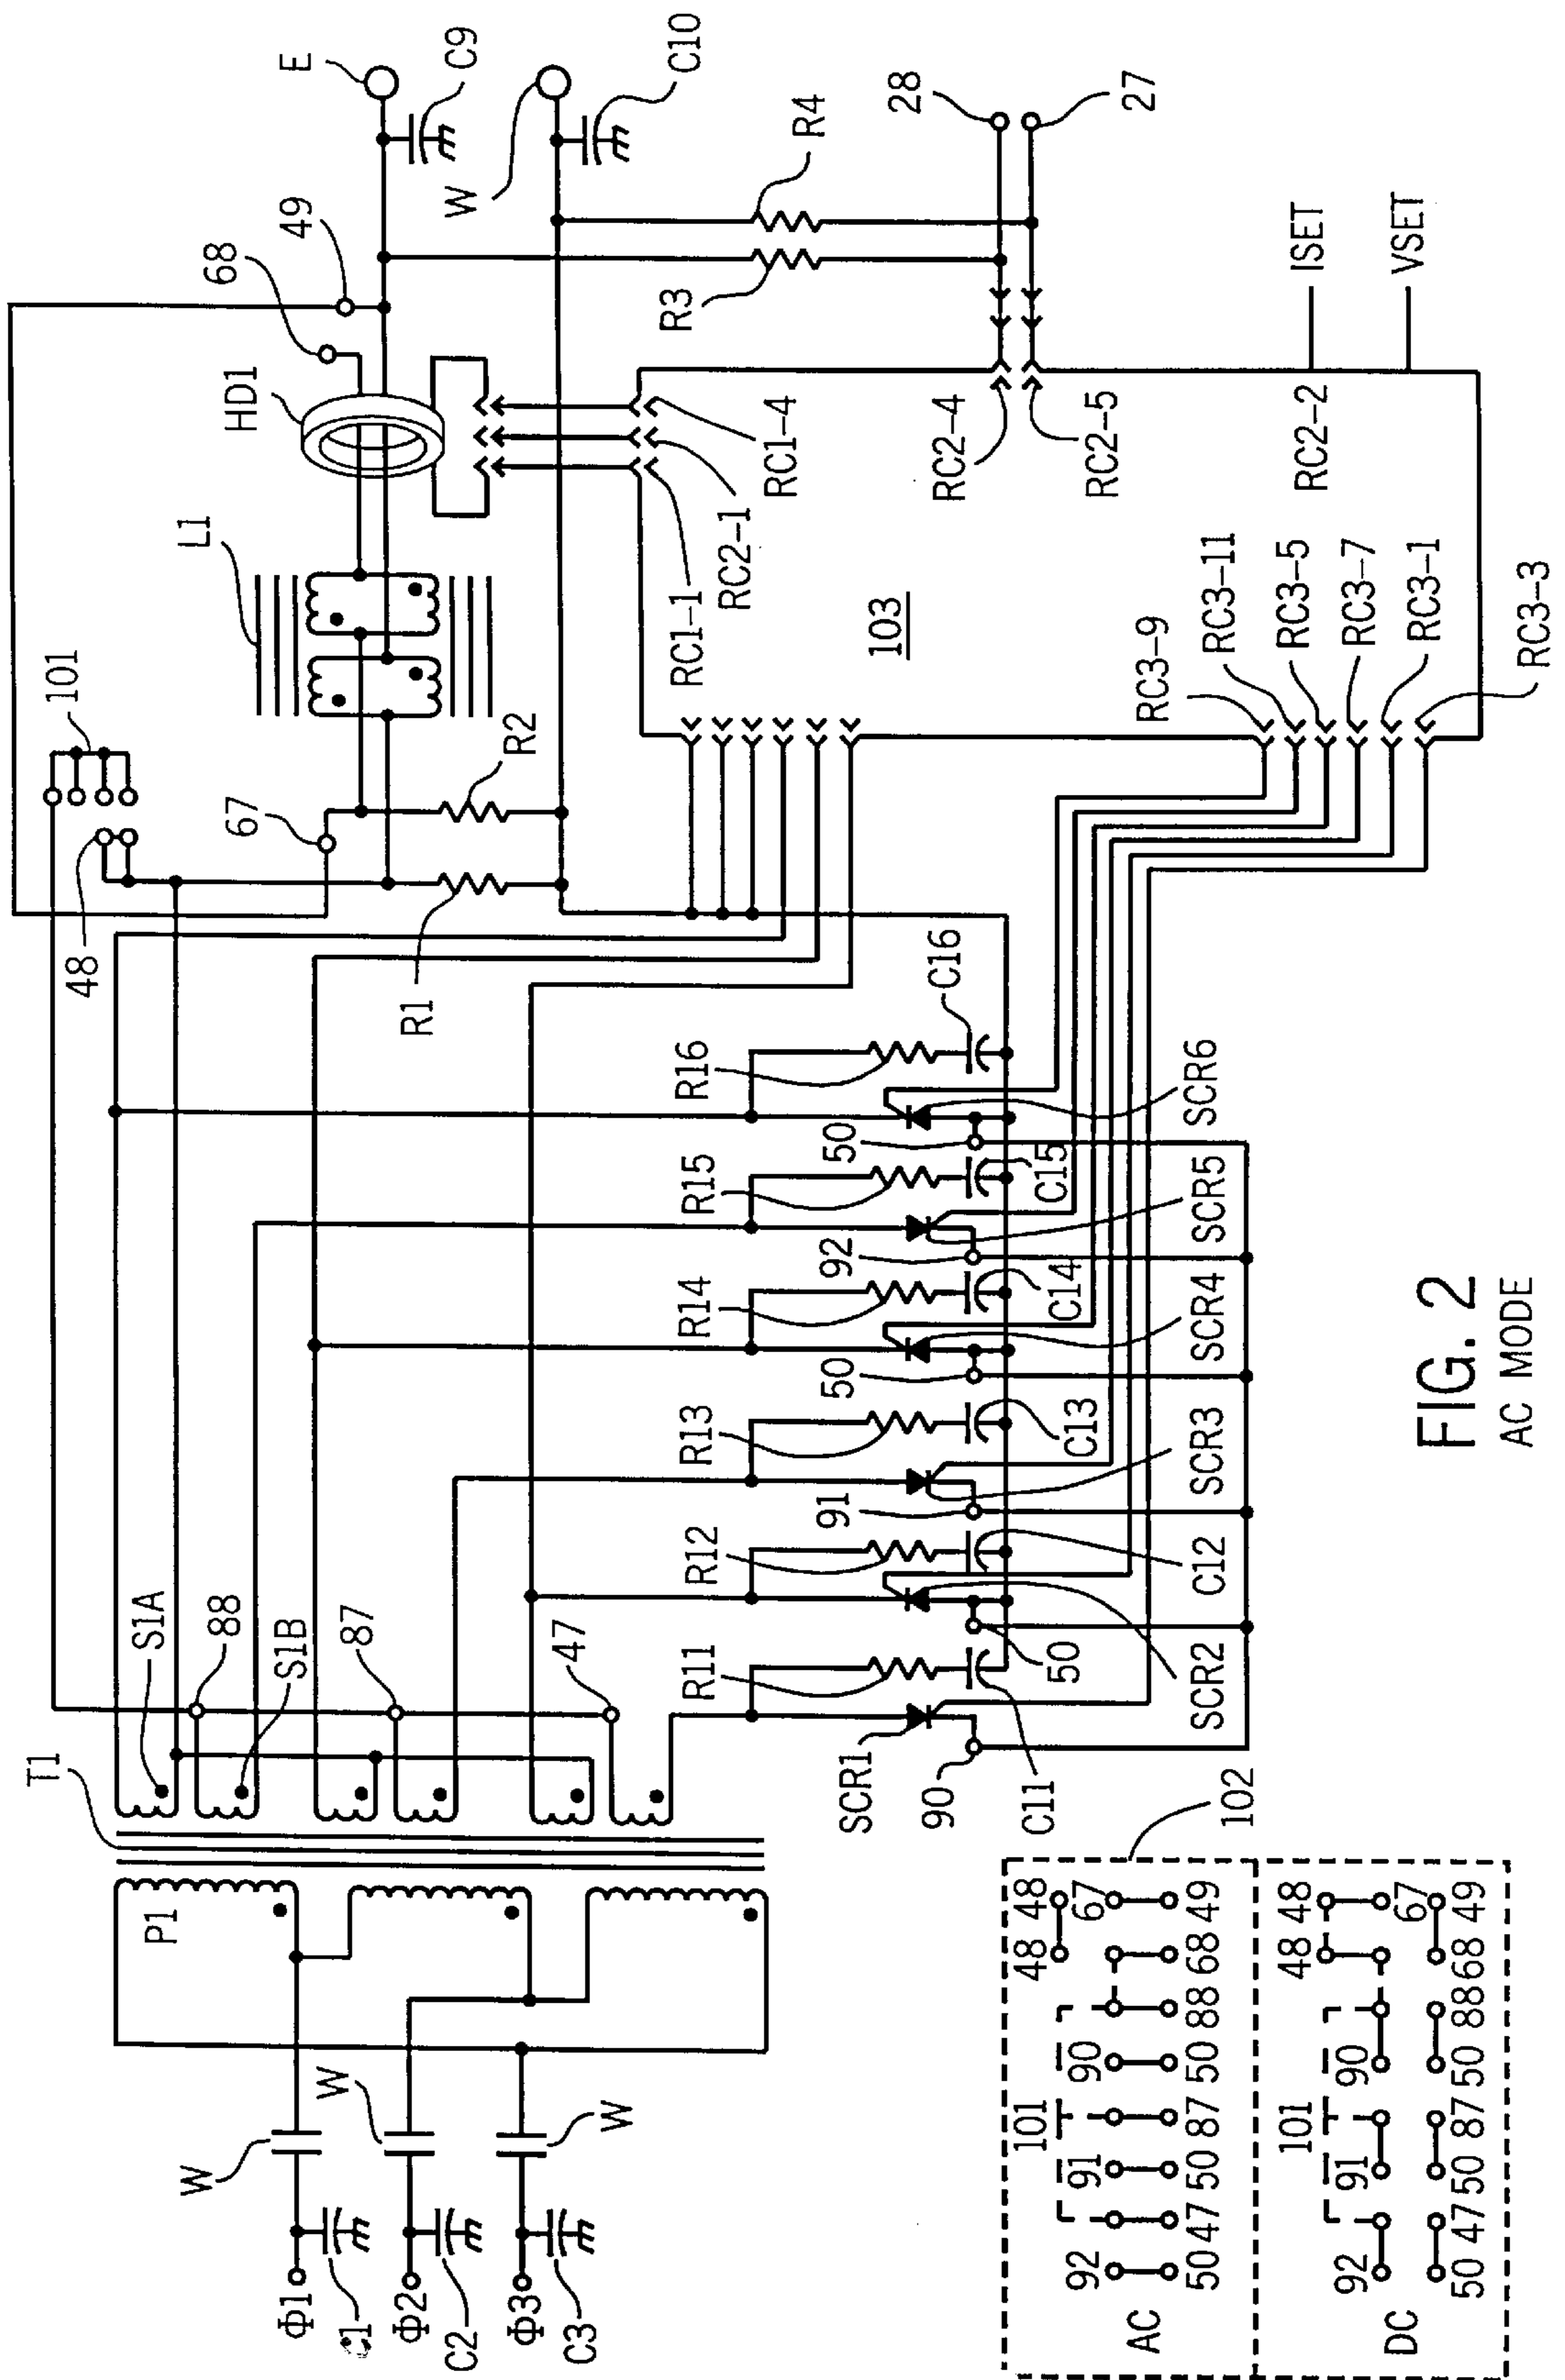 E
C9
W
C10
49
68
HD1
L1
101
67
48
R1
R2
R3
R4
28
27
ISET
VSET
RC1-4
RC2-1
RC1-1
RC2-4
RC2-5
RC2-2
103
RC3-9
RC3-11
RC3-5
RC3-7
RC3-1
RC3-3
T1
S1A
88
S1B
87
47
P1
R16
C16
SCR6
50
R15
C15
SCR5
92
R14
C14
SCR4
50
R13
C13
SCR3
91
R12
C12
SCR2
50
R11
C11
SCR1
90
W
W
W
Φ1
C1
Φ2
C2
Φ3
C3
102
AC
92 91 101 90 48 48
67
50 47 50 87 50 88 68 49
DC
92 91 101 90 48 48
67
50 47 50 87 50 88 68 49
FIG. 2
AC MODE